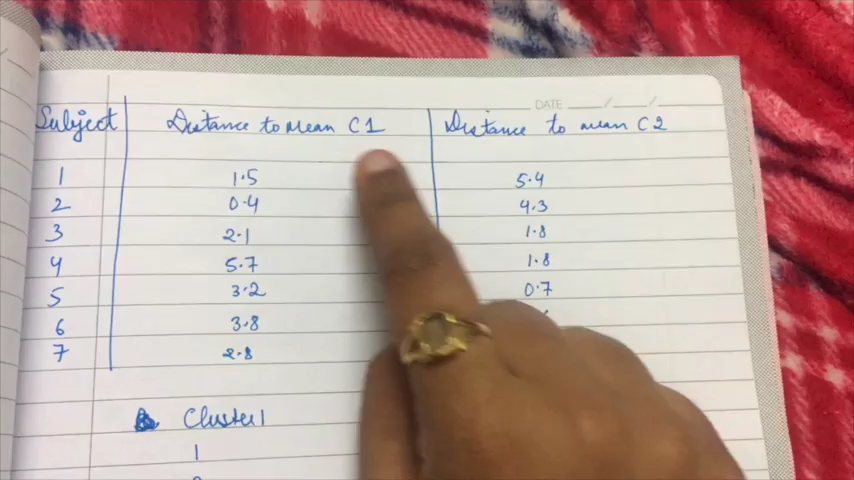 DATE / /
Subject Distance to mean C1 Distance to mean C2
1 1.5 5.4
2 0.4 4.3
3 2.1 1.8
4 5.7 1.8
5 3.2 0.7
6 3.8
7 2.8
Cluster 1
1